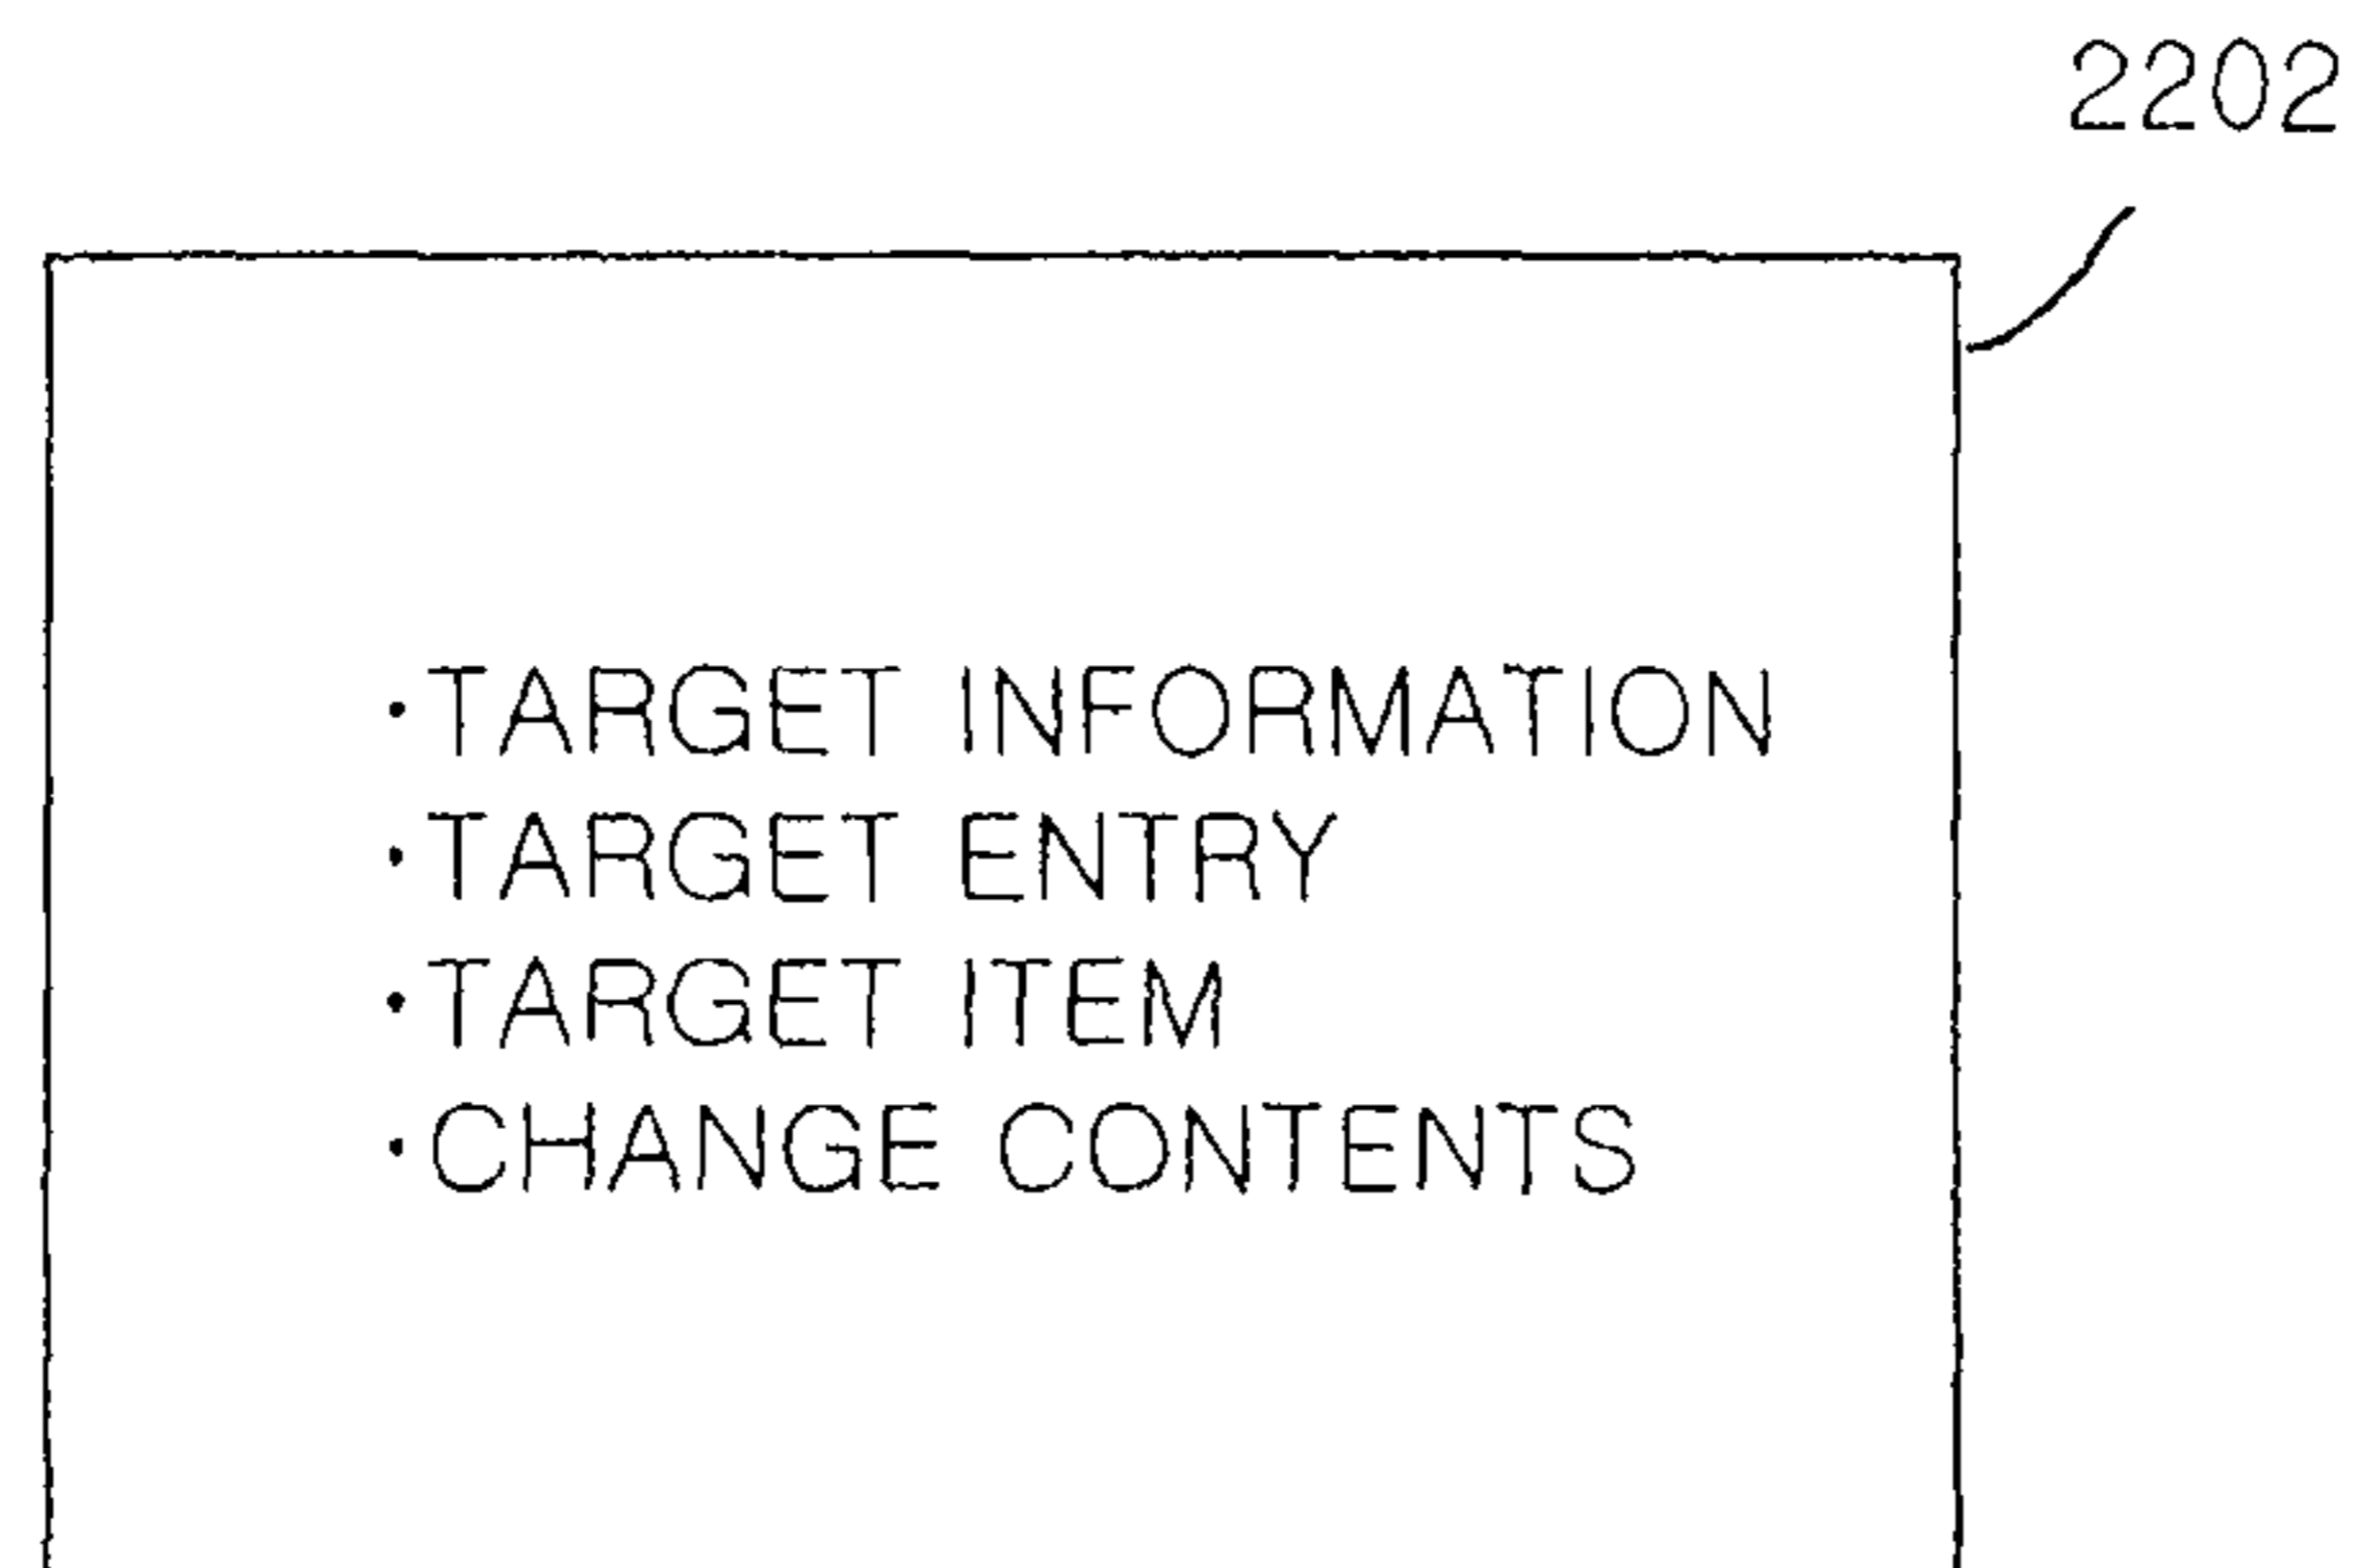 2202
·TARGET INFORMATION
·TARGET ENTRY
·TARGET ITEM
·CHANGE CONTENTS